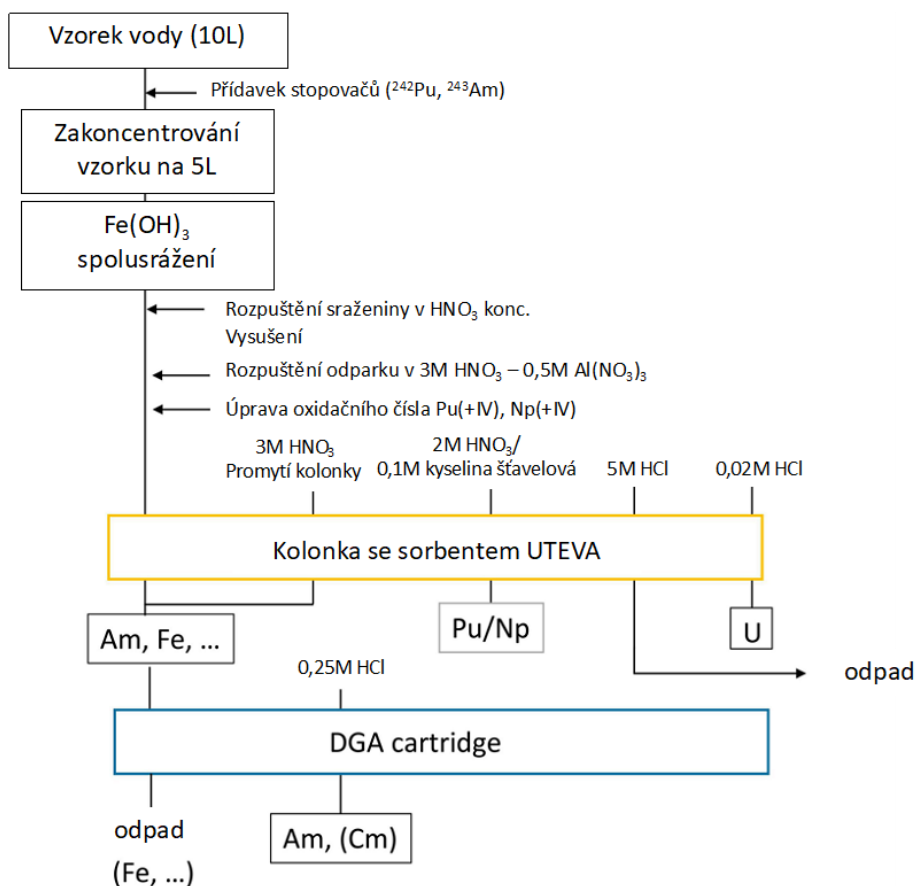 Vzorek vody (10L)
Přídavek stopovačů (²⁴²Pu, ²⁴³Am)
Zakoncentrování
vzorku na 5L
Fe(OH)₃
spolusrážení
Rozpuštění sraženiny v HNO₃ konc.
Vysušení
Rozpuštění odparku v 3M HNO₃ – 0,5M Al(NO₃)₃
Úprava oxidačního čísla Pu(+IV), Np(+IV)
3M HNO₃
Promytí kolonky
2M HNO₃/
0,1M kyselina šťavelová
5M HCl
0,02M HCl
Kolonka se sorbentem UTEVA
Am, Fe, ...
Pu/Np
U
odpad
0,25M HCl
DGA cartridge
odpad
(Fe, ...)
Am, (Cm)